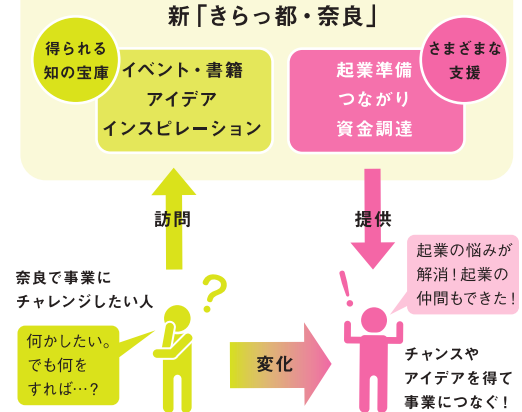 新「きらっ都・奈良」
得られる
知の宝庫
イベント・書籍
アイデア
インスピレーション
起業準備
つながり
資金調達
さまざまな
支援
訪問
提供
奈良で事業に
チャレンジしたい人
何かしたい。
でも何を
すれば…？
変化
起業の悩みが
解消！起業の
仲間もできた！
チャンスや
アイデアを得て
事業につなぐ！